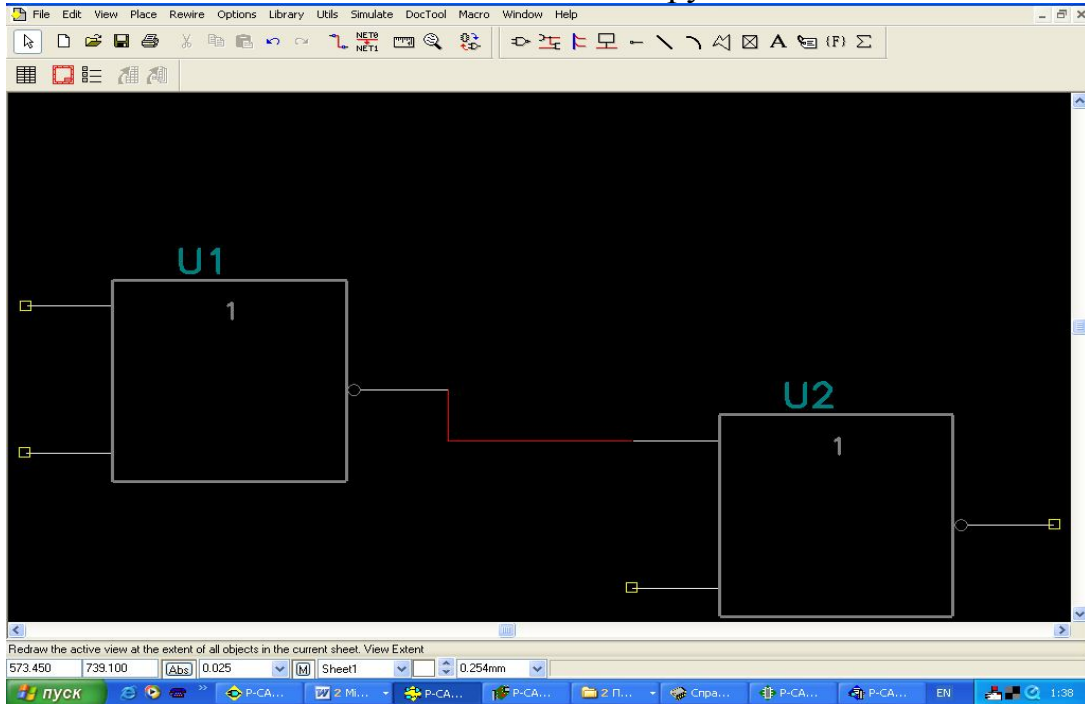 File Edit View Place Rewire Options Library Utils Simulate DocTool Macro Window Help
NET0
NET1
A {F} Σ
U1
1
U2
1
Redraw the active view at the extent of all objects in the current sheet. View Extent
573.450 739.100 Abs 0.025 M Sheet1 0.254mm
пуск » P-CA... 2 Mi... P-CA... P-CA... 2 П... Спра... P-CA... P-CA... EN 1:38